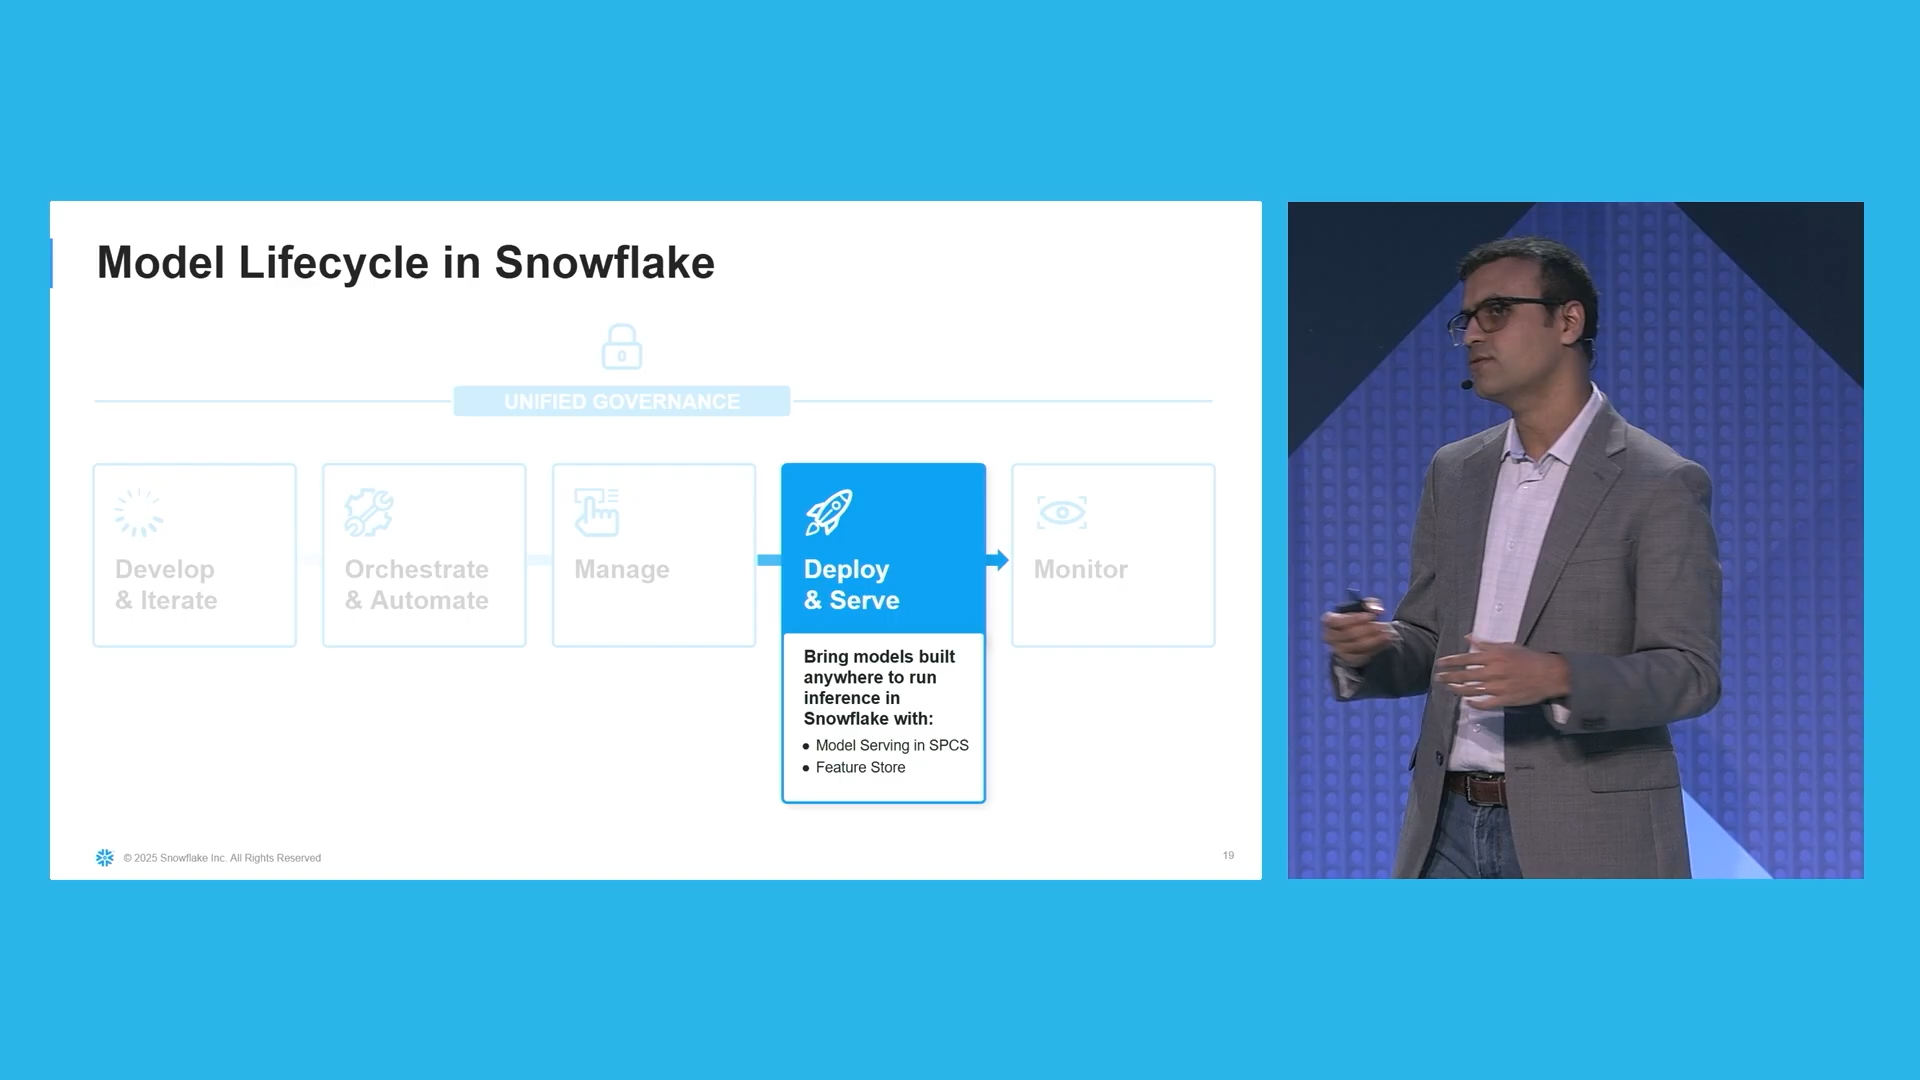 Model Lifecycle in Snowflake
UNIFIED GOVERNANCE
Develop
& Iterate
Orchestrate
& Automate
Manage
Deploy
& Serve
Bring models built
anywhere to run
inference in
Snowflake with:
● Model Serving in SPCS
● Feature Store
Monitor
© 2025 Snowflake Inc. All Rights Reserved
19